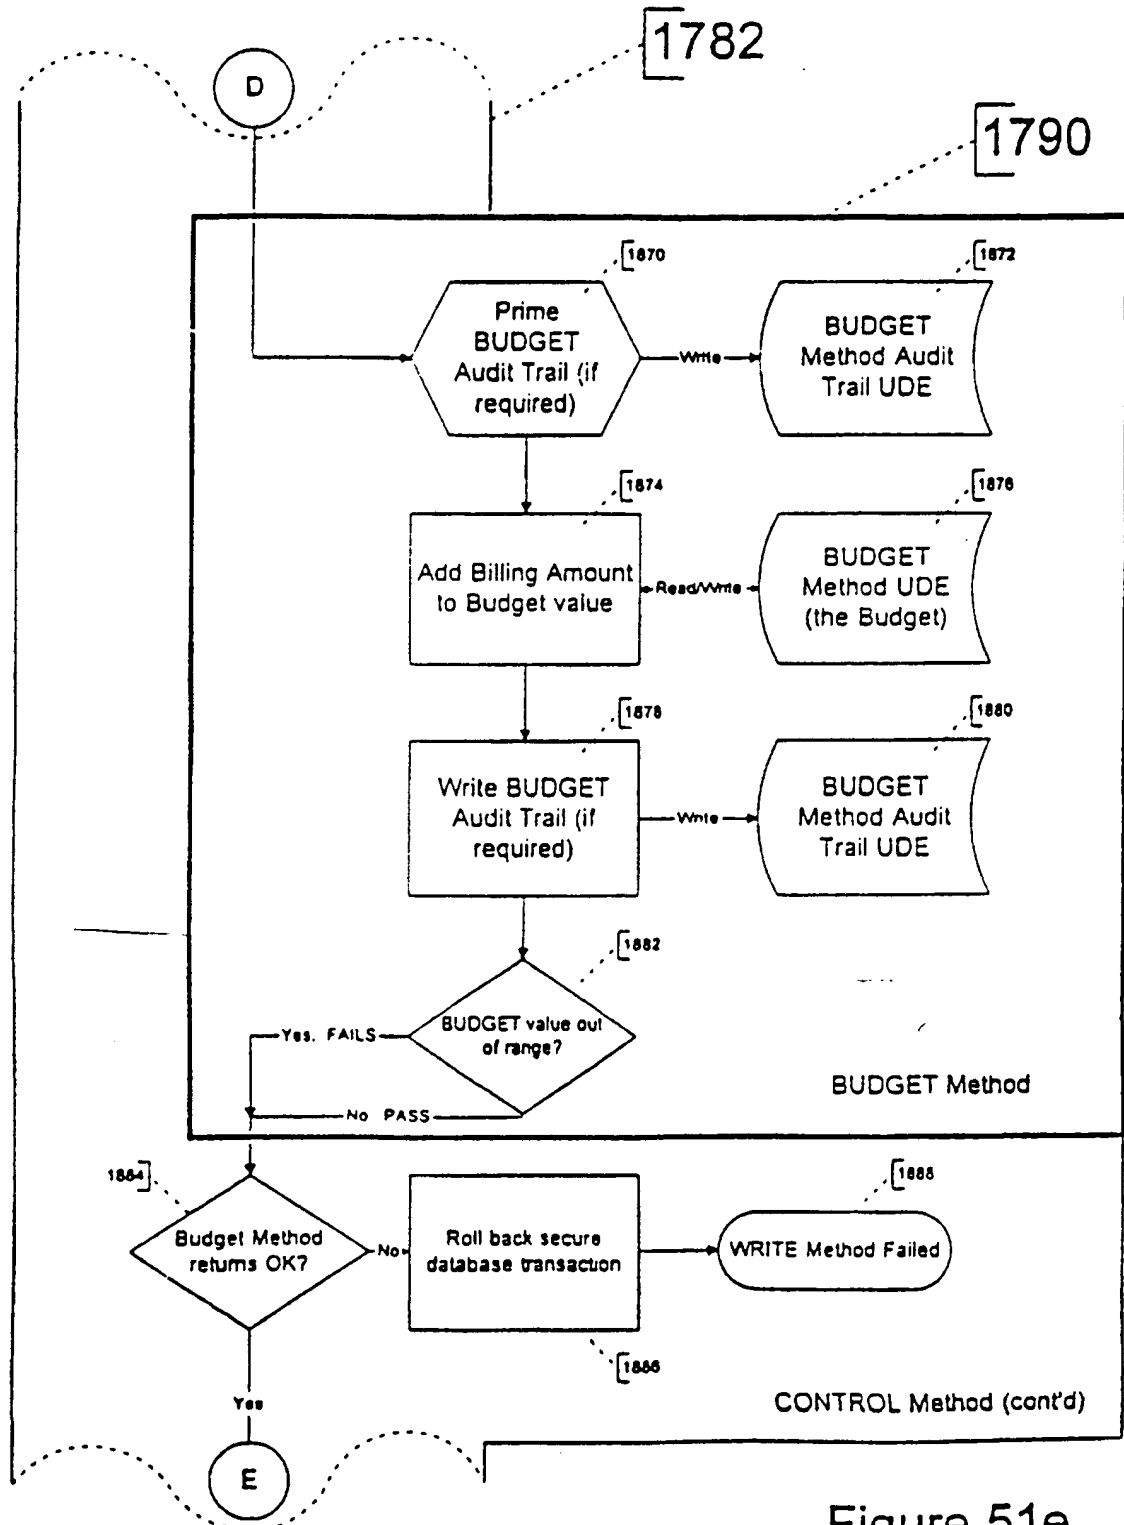 1782
D
1790
1870
1872
Prime
BUDGET
Audit Trail (if
required)
Write
BUDGET
Method Audit
Trail UDE
1874
1876
Add Billing Amount
to Budget value
Read/Write
BUDGET
Method UDE
(the Budget)
1878
1880
Write BUDGET
Audit Trail (if
required)
Write
BUDGET
Method Audit
Trail UDE
1882
BUDGET value out
of range?
Yes, FAILS
No PASS
BUDGET Method
1884
1888
Budget Method
returns OK?
No
Roll back secure
database transaction
WRITE Method Failed
1886
Yes
CONTROL Method (cont'd)
E
Figure 51e